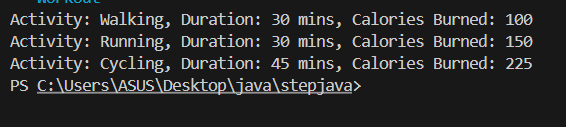 Workout
Activity: Walking, Duration: 30 mins, Calories Burned: 100
Activity: Running, Duration: 30 mins, Calories Burned: 150
Activity: Cycling, Duration: 45 mins, Calories Burned: 225
PS C:\Users\ASUS\Desktop\java\stepjava>